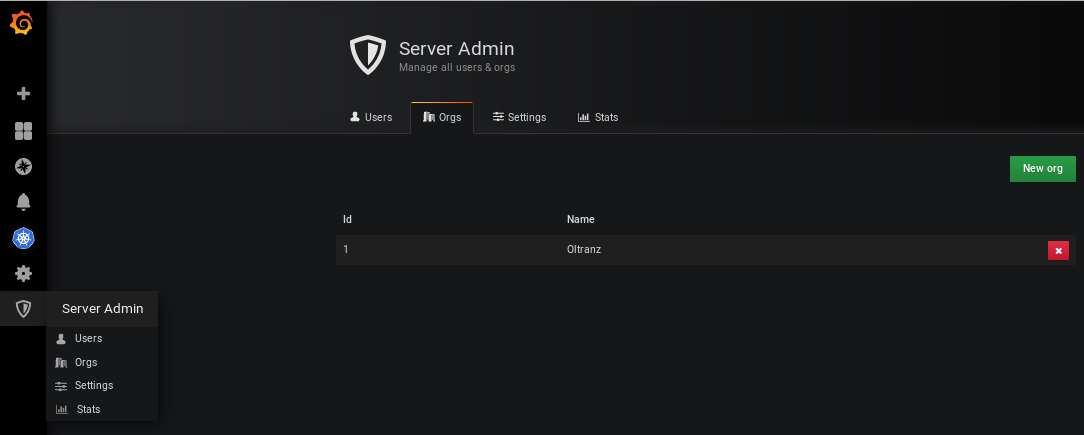 Server Admin
Manage all users & orgs
Users Orgs Settings Stats
New org
Id Name
1 Oltranz
Server Admin
Users
Orgs
Settings
Stats